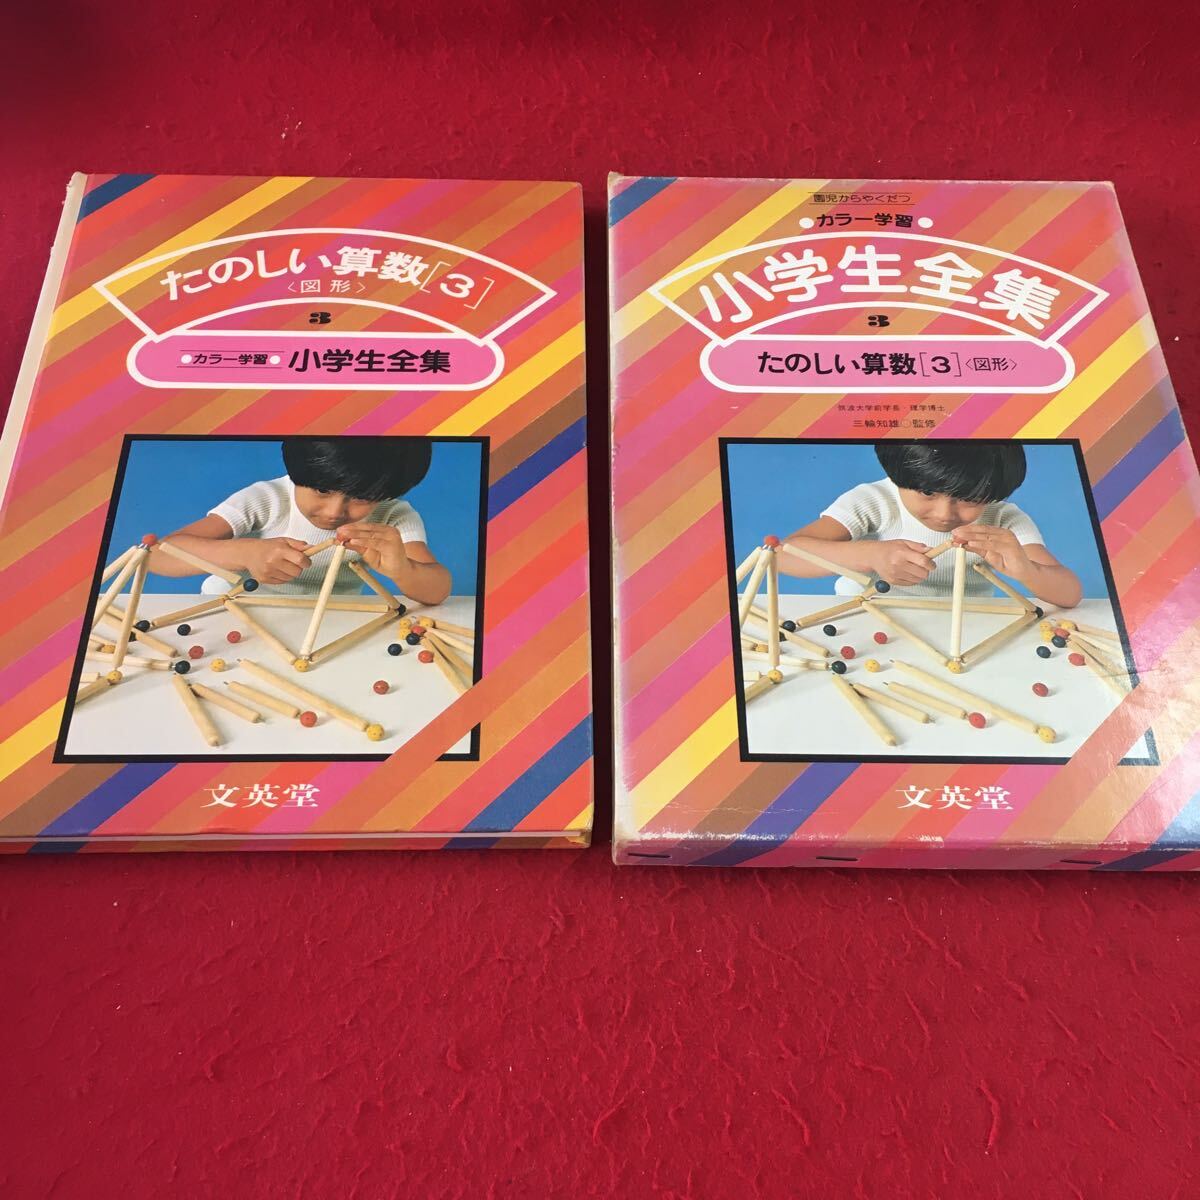 たのしい算数[3]
〈図形〉
3
●カラー学習● 小学生全集
文英堂
園児からやくだつ
●カラー学習●
小学生全集
3
たのしい算数[3]〈図形〉
筑波大学前学長・理学博士
三輪知雄○監修
文英堂